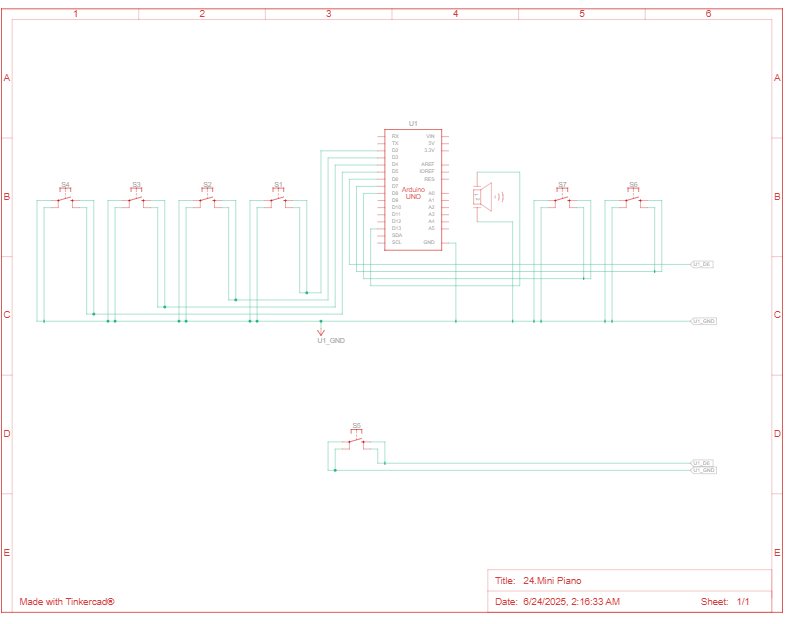 1 2 3 4 5 6
A A
U1
RX VIN
TX 5V
D2 3.3V
D3
D4 AREF
D5 IOREF
D6 RES
D7
Arduino
UNO
D8 A0
D9 A1
D10 A2
D11 A3
D12 A4
D13 A5
SDA
SCL GND
S4 S3 S2 S1 S7 S6
B B
U1_D6
C C
U1_GND
U1_GND
S5
D D
U1_D6
U1_GND
E E
Title: 24.Mini Piano
Made with Tinkercad® Date: 6/24/2025, 2:16:33 AM Sheet: 1/1